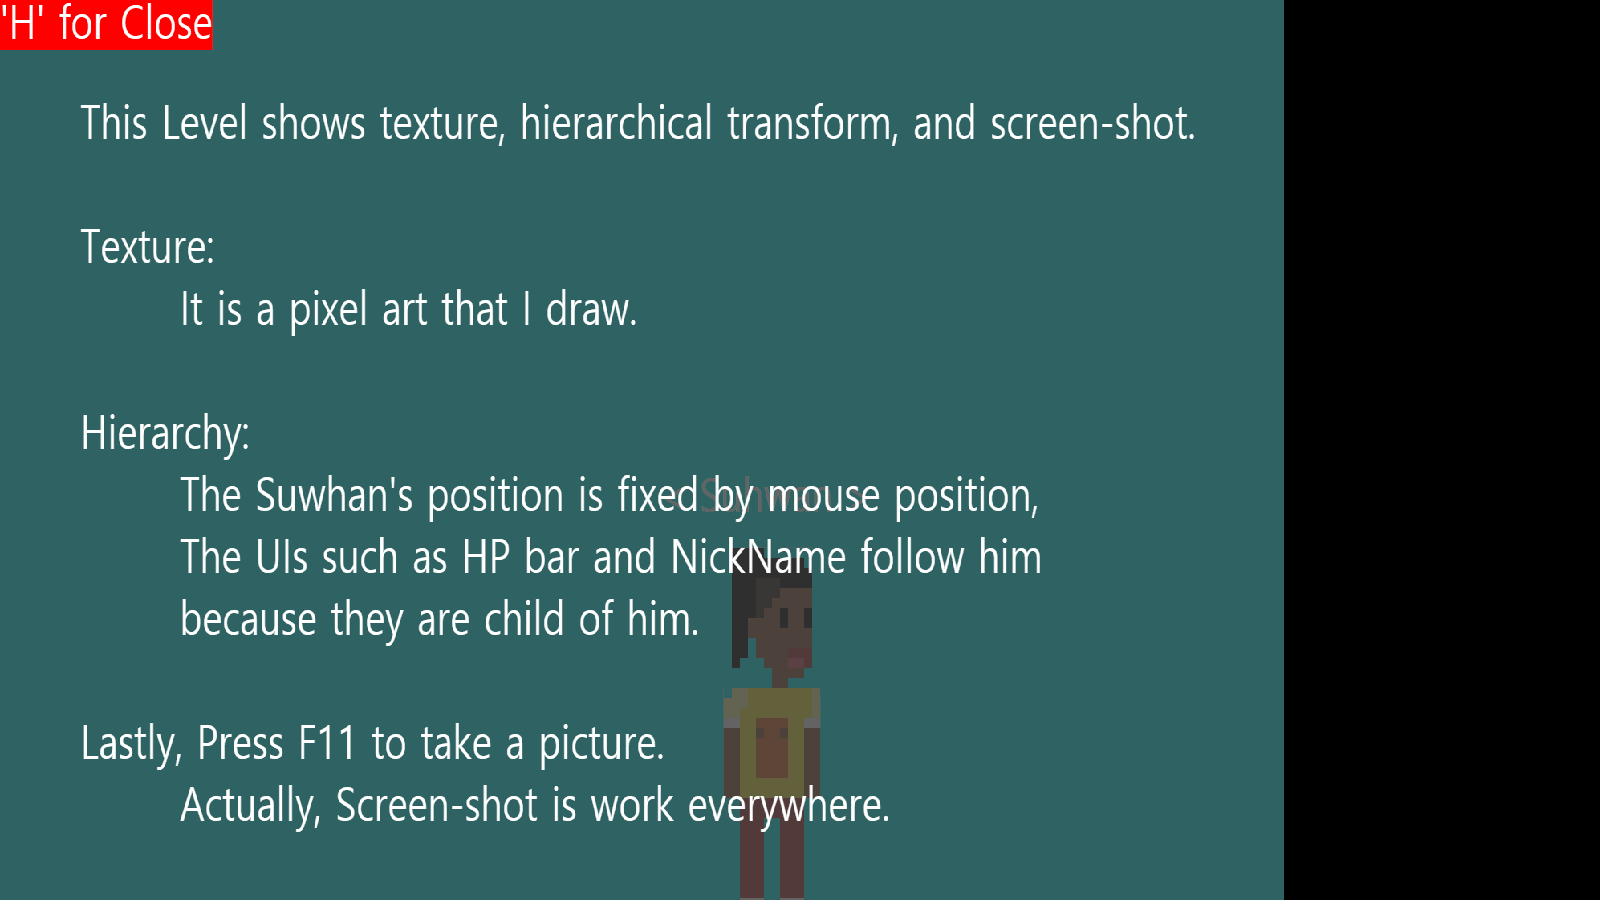 'H' for Close
This Level shows texture, hierarchical transform, and screen-shot.
Texture:
It is a pixel art that I draw.
Hierarchy:
The Suwhan's position is fixed by mouse position,
Suhwan
The UIs such as HP bar and NickName follow him
because they are child of him.
Lastly, Press F11 to take a picture.
Actually, Screen-shot is work everywhere.